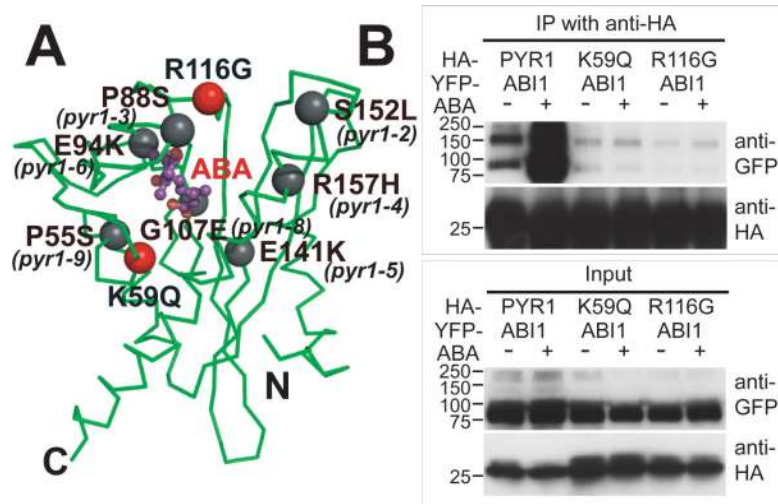 A
R116G
P88S
(pyr1-3)
E94K
(pyr1-6)
ABA
P55S
(pyr1-9)
G107E (pyr1-8)
K59Q
S152L
(pyr1-2)
R157H
(pyr1-4)
E141K
(pyr1-5)
N
C
B
IP with anti-HA
HA- PYR1 K59Q R116G
YFP- ABI1 ABI1 ABI1
ABA - + - + - +
250
150
100
75
anti-
GFP
25
anti-
HA
Input
HA- PYR1 K59Q R116G
YFP- ABI1 ABI1 ABI1
ABA - + - + - +
250
150
100
75
anti-
GFP
25
anti-
HA